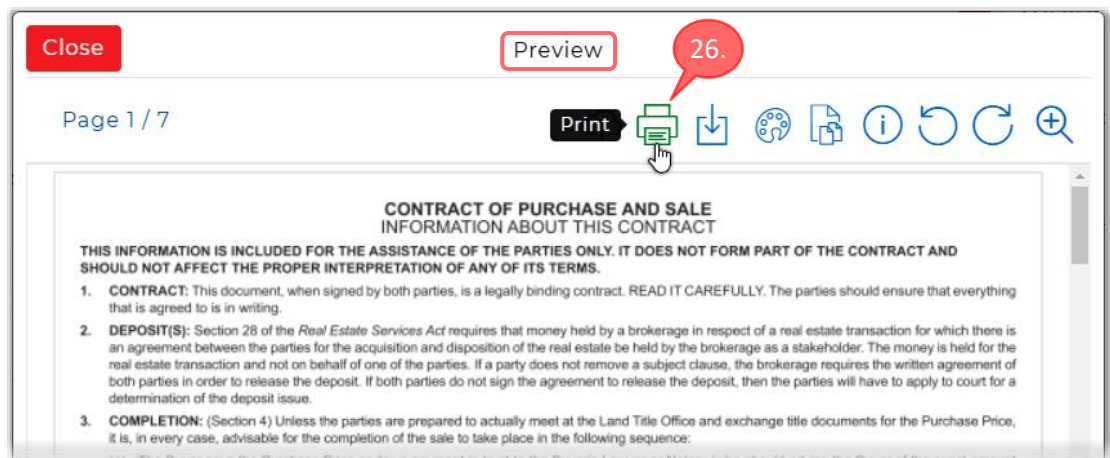 Close
Preview
26.
Page 1 / 7
Print
CONTRACT OF PURCHASE AND SALE
INFORMATION ABOUT THIS CONTRACT
THIS INFORMATION IS INCLUDED FOR THE ASSISTANCE OF THE PARTIES ONLY. IT DOES NOT FORM PART OF THE CONTRACT AND
SHOULD NOT AFFECT THE PROPER INTERPRETATION OF ANY OF ITS TERMS.
1. CONTRACT: This document, when signed by both parties, is a legally binding contract. READ IT CAREFULLY. The parties should ensure that everything
that is agreed to is in writing.
2. DEPOSIT(S): Section 28 of the Real Estate Services Act requires that money held by a brokerage in respect of a real estate transaction for which there is
an agreement between the parties for the acquisition and disposition of the real estate be held by the brokerage as a stakeholder. The money is held for the
real estate transaction and not on behalf of one of the parties. If a party does not remove a subject clause, the brokerage requires the written agreement of
both parties in order to release the deposit. If both parties do not sign the agreement to release the deposit, then the parties will have to apply to court for a
determination of the deposit issue.
3. COMPLETION: (Section 4) Unless the parties are prepared to actually meet at the Land Title Office and exchange title documents for the Purchase Price,
it is, in every case, advisable for the completion of the sale to take place in the following sequence: